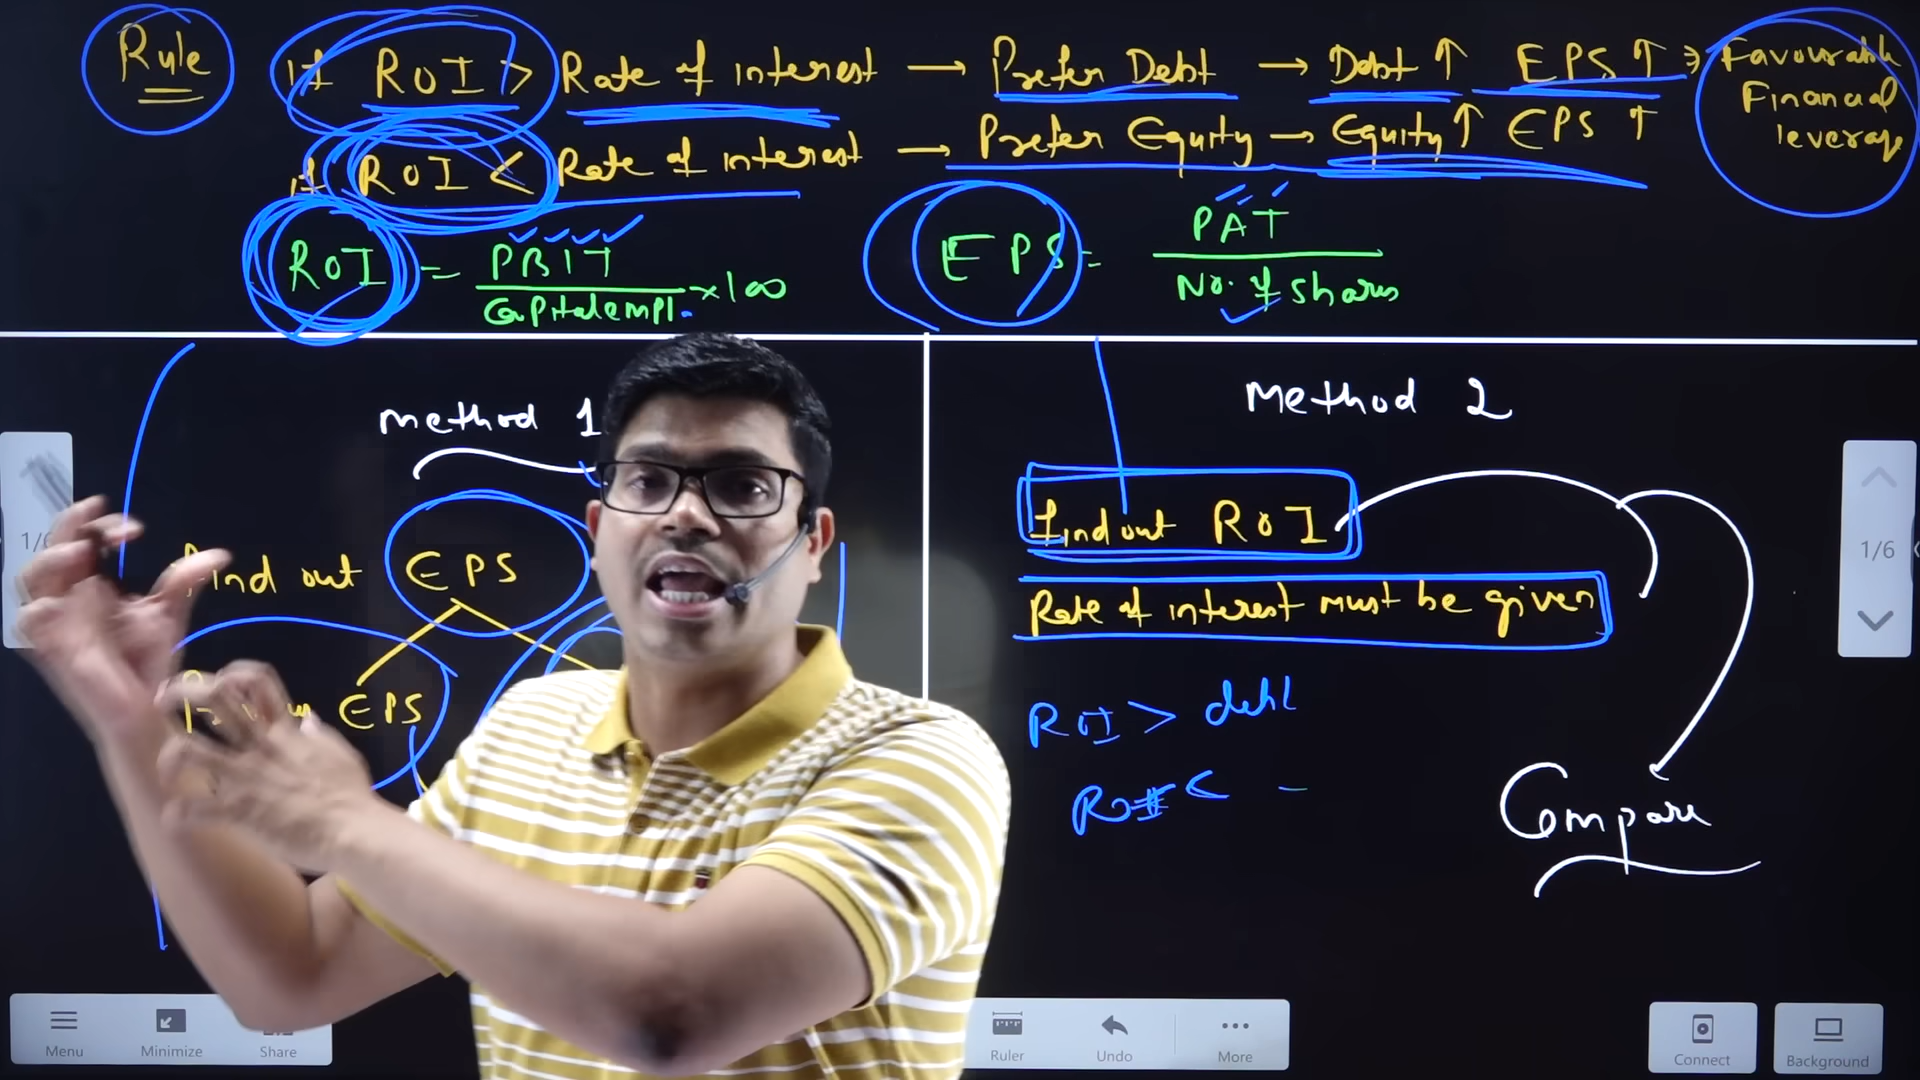 Rule
if ROI > Rate of interest → Prefer Debt → Debt ↑ EPS ↑ ⇒ Favourable Financial leverage
if ROI < Rate of interest → Prefer Equity → Equity ↑ EPS ↑
ROI = PBIT / Capital empl. × 100
EPS = PAT / No. of shares
Method 1
Find out EPS
EPS
Method 2
find out ROI
Rate of interest must be given
ROI > debt
ROI < -
Compare
1/6
1/6
Menu
Minimize
Share
Ruler
Undo
More
Connect
Background